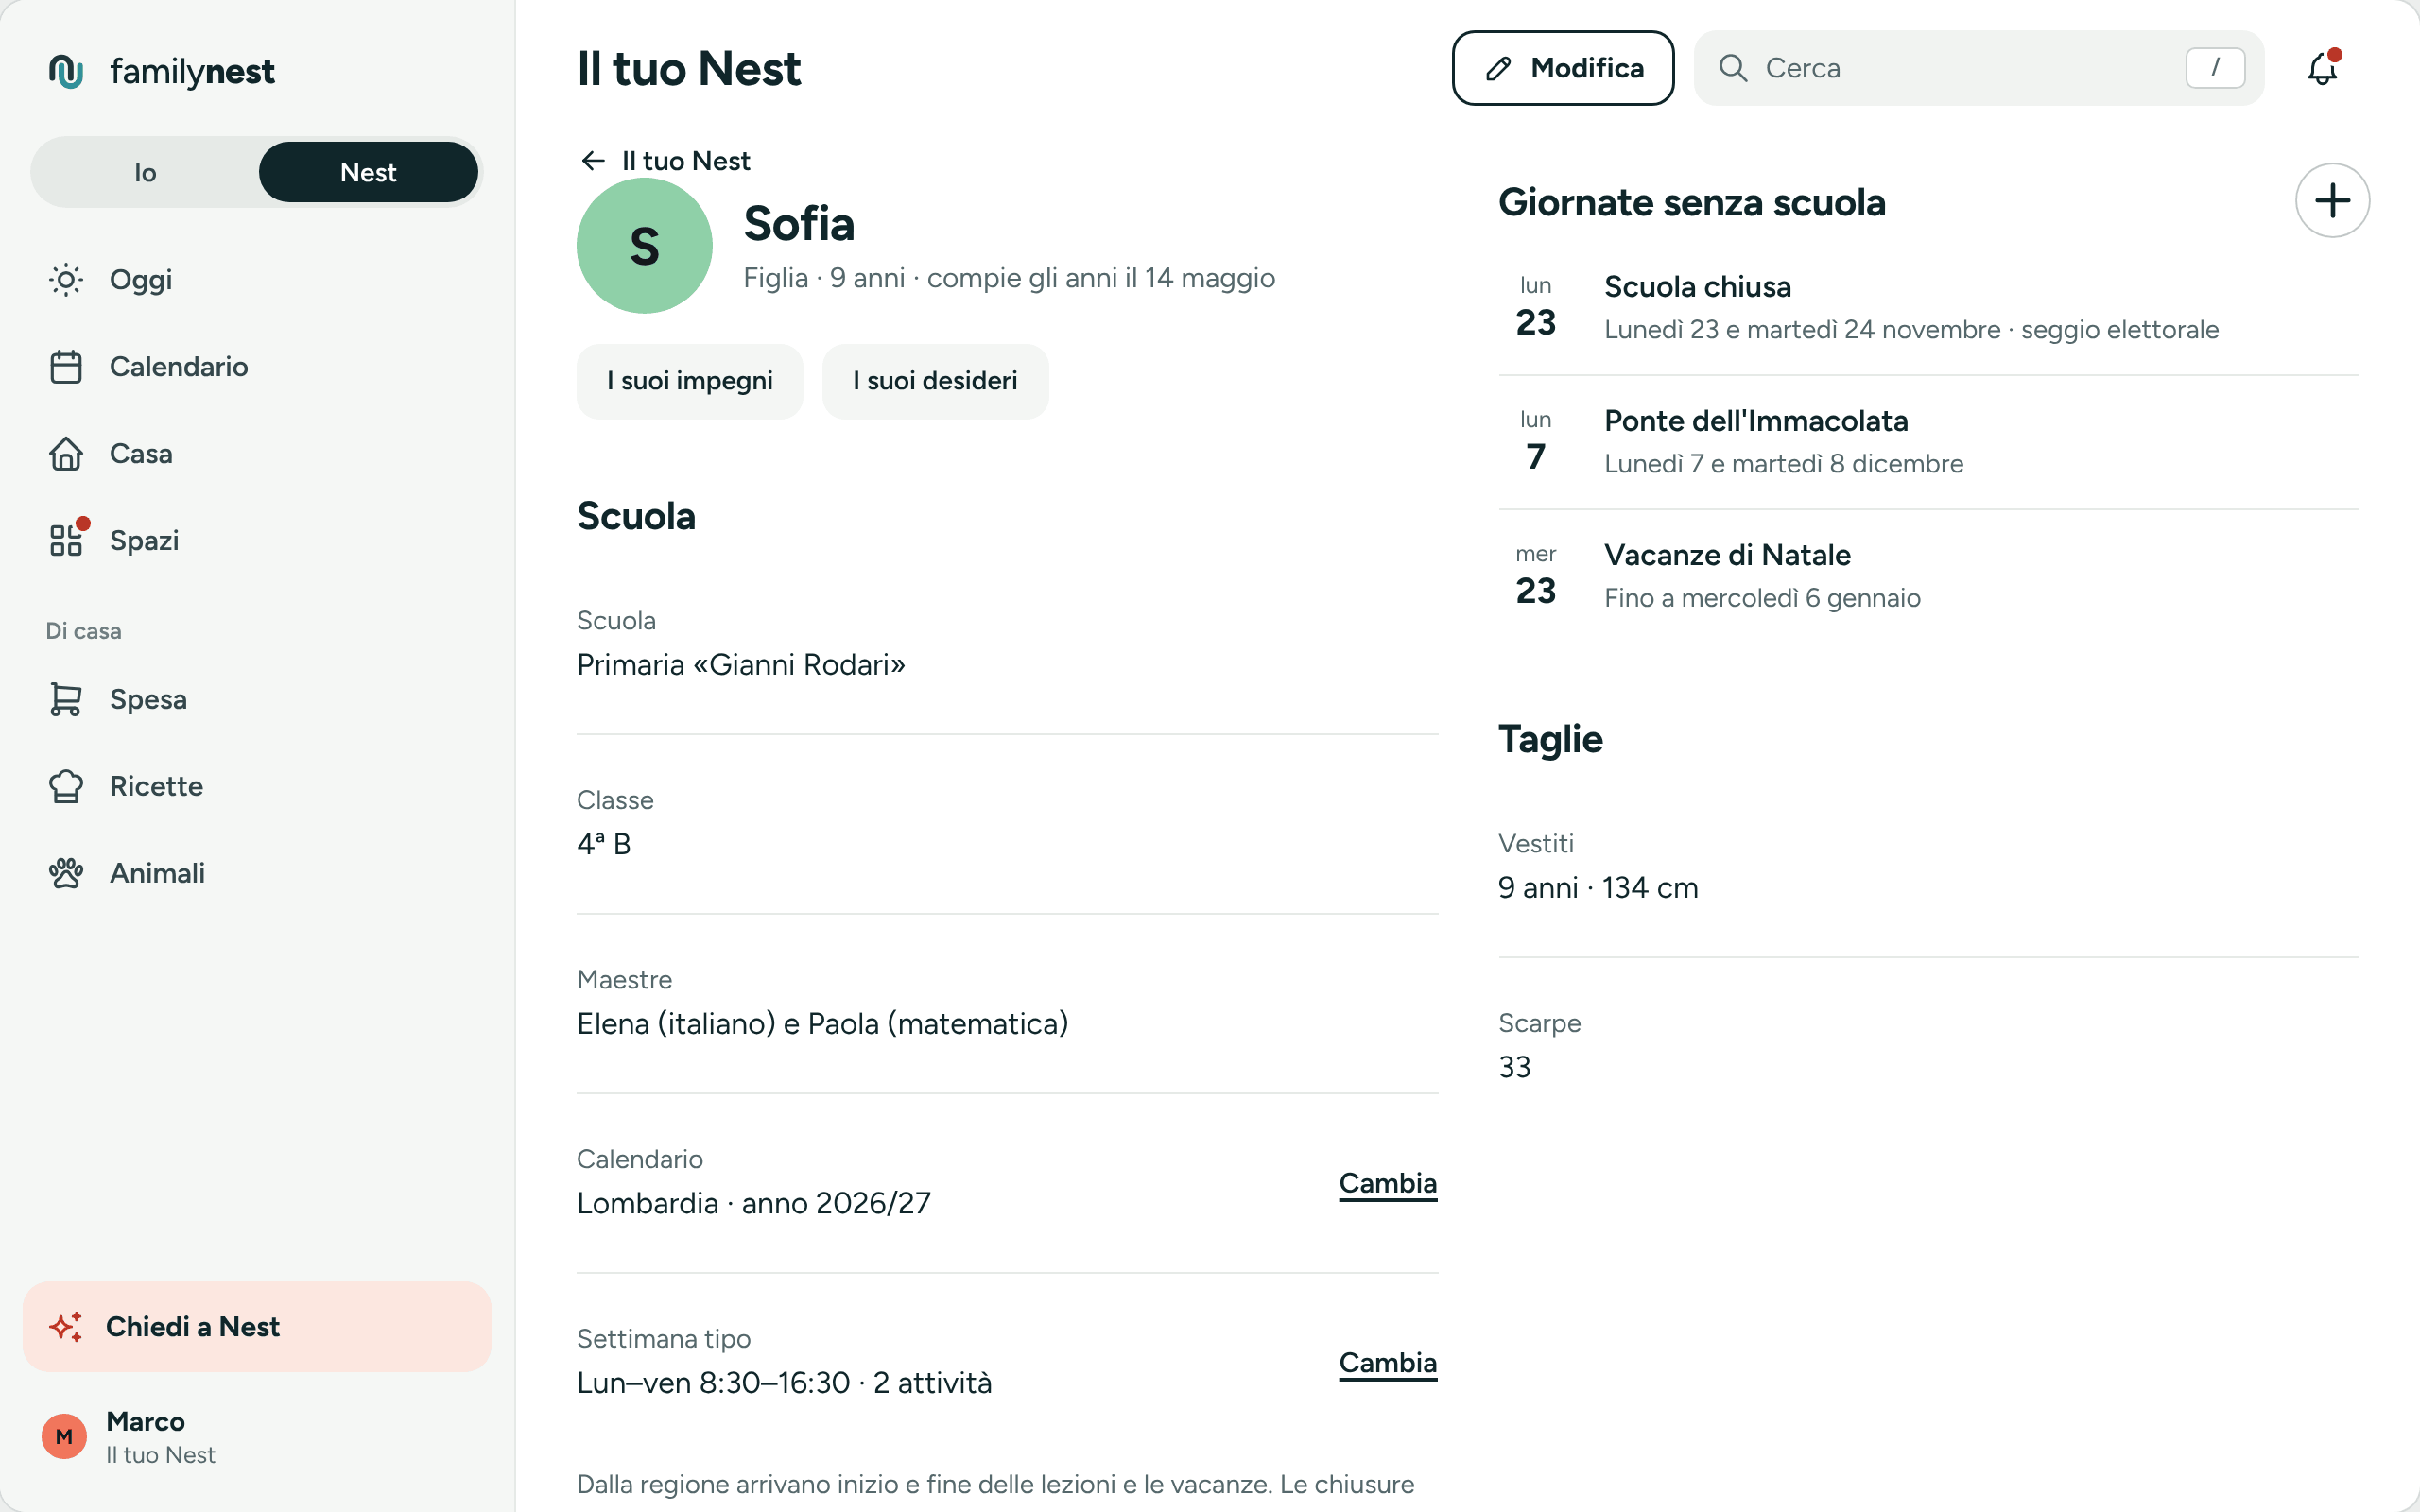 familynest
Io
Nest
Oggi
Calendario
Casa
Spazi
Di casa
Spesa
Ricette
Animali
Chiedi a Nest
M
Marco
Il tuo Nest
Il tuo Nest
Modifica
Cerca
/
Il tuo Nest
S
Sofia
Figlia · 9 anni · compie gli anni il 14 maggio
I suoi impegni
I suoi desideri
Scuola
Scuola
Primaria «Gianni Rodari»
Classe
4ª B
Maestre
Elena (italiano) e Paola (matematica)
Calendario
Lombardia · anno 2026/27
Cambia
Settimana tipo
Lun–ven 8:30–16:30 · 2 attività
Cambia
Dalla regione arrivano inizio e fine delle lezioni e le vacanze. Le chiusure
Giornate senza scuola
lun
23
Scuola chiusa
Lunedì 23 e martedì 24 novembre · seggio elettorale
lun
7
Ponte dell'Immacolata
Lunedì 7 e martedì 8 dicembre
mer
23
Vacanze di Natale
Fino a mercoledì 6 gennaio
Taglie
Vestiti
9 anni · 134 cm
Scarpe
33